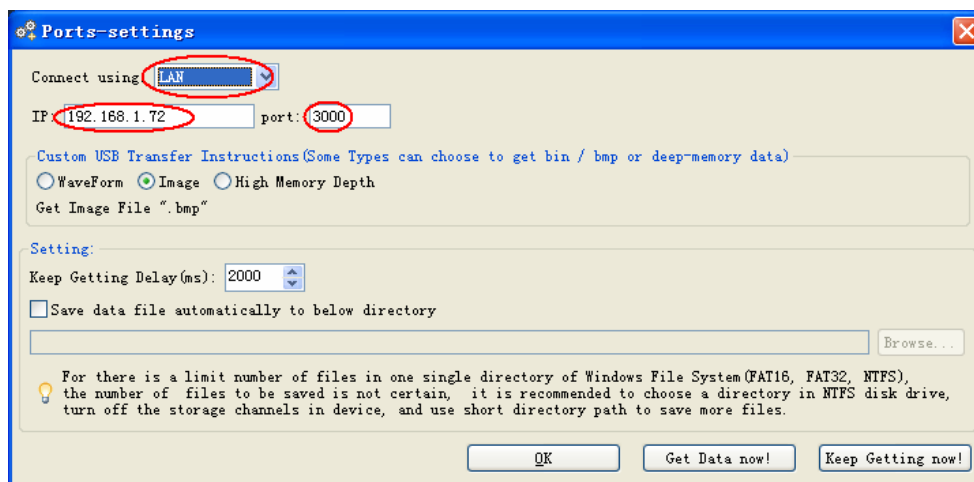 Ports-settings
Connect using: LAN
IP: 192.168.1.72 port: 3000
Custom USB Transfer Instructions(Some Types can choose to get bin / bmp or deep-memory data)
WaveForm Image High Memory Depth
Get Image File ".bmp"
Setting:
Keep Getting Delay(ms): 2000
Save data file automatically to below directory
Browse...
For there is a limit number of files in one single directory of Windows File System(FAT16, FAT32, NTFS),
the number of files to be saved is not certain, it is recommended to choose a directory in NTFS disk drive,
turn off the storage channels in device, and use short directory path to save more files.
OK Get Data now! Keep Getting now!